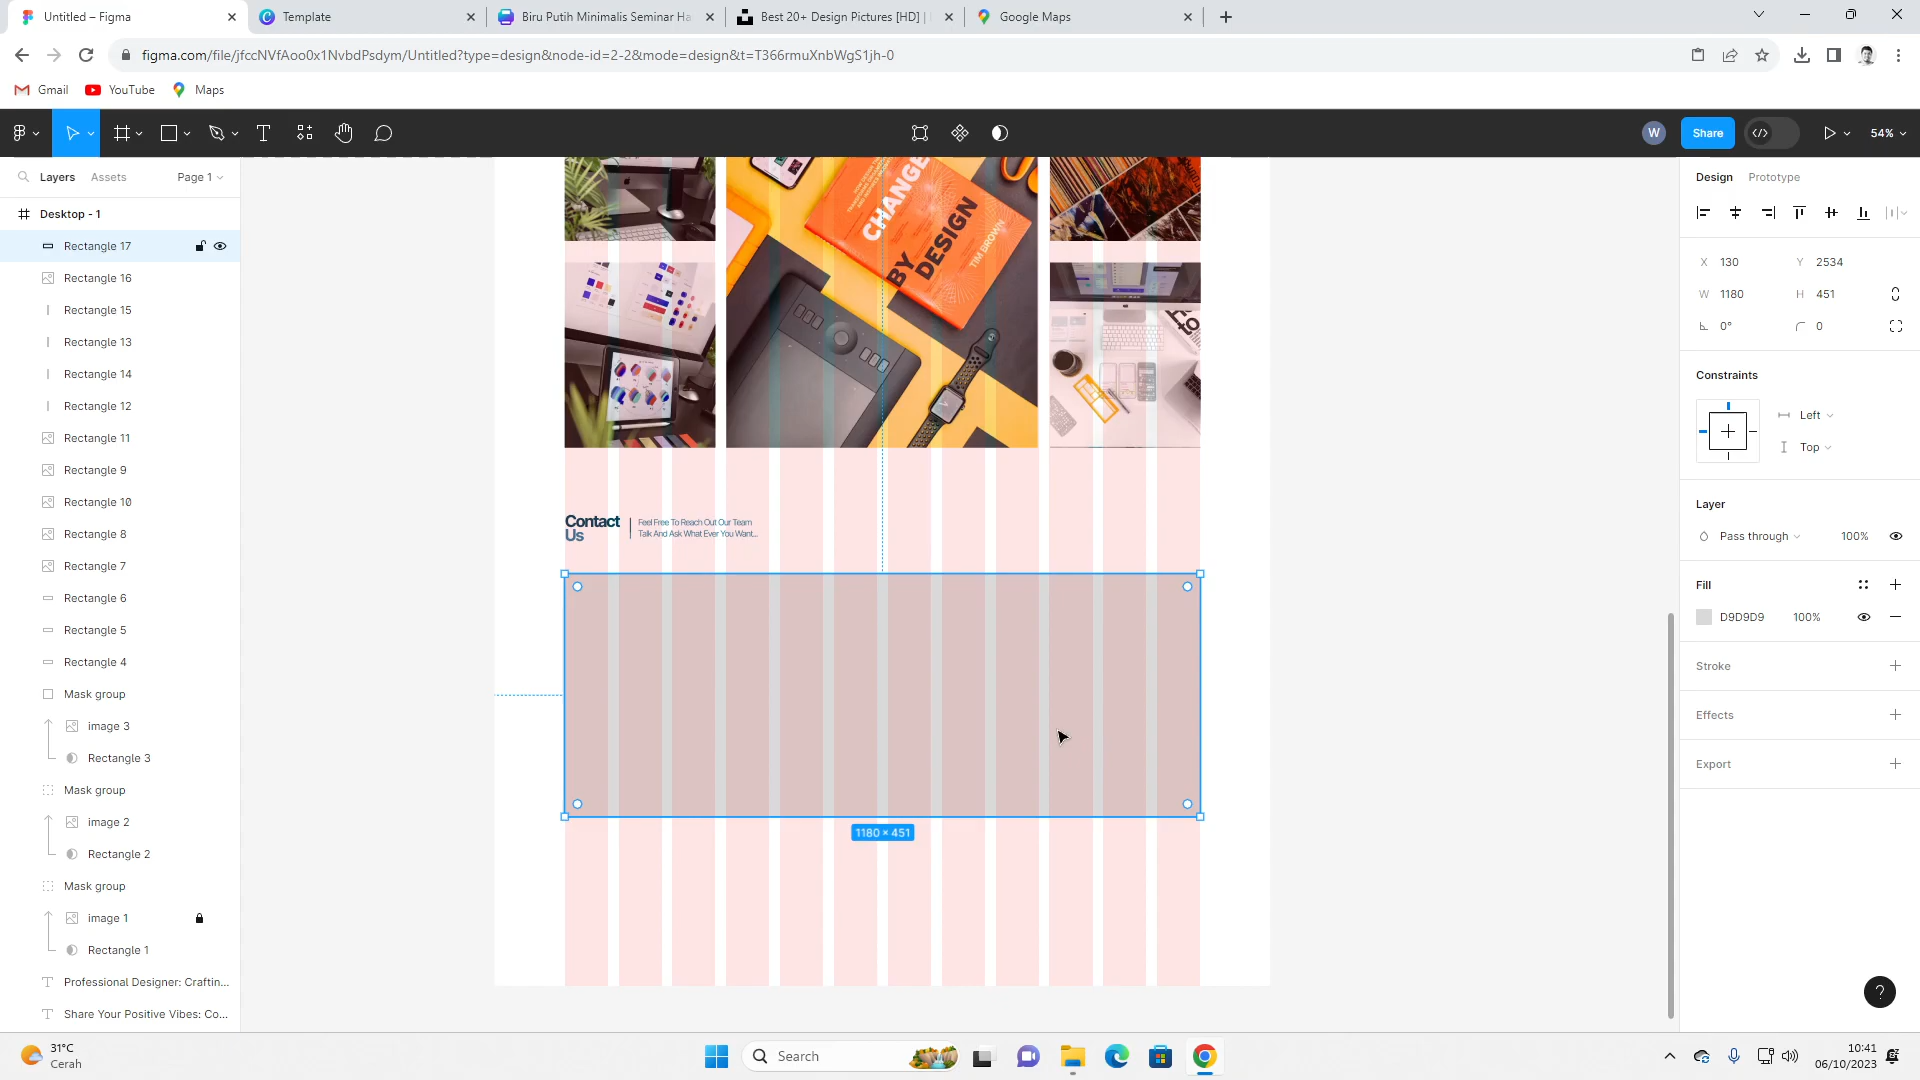 Untitled – Figma
Template
Biru Putih Minimalis Seminar Ha
Best 20+ Design Pictures [HD] |
Google Maps
figma.com/file/jfccNVfAoo0x1NvbdPsdym/Untitled?type=design&node-id=2-2&mode=design&t=T366rmuXnbWgS1jh-0
Gmail
YouTube
Maps
W
Share
54%
Layers
Assets
Page 1
Design
Prototype
Desktop - 1
Rectangle 17
Rectangle 16
Rectangle 15
Rectangle 13
Rectangle 14
Rectangle 12
Rectangle 11
Rectangle 9
Rectangle 10
Rectangle 8
Rectangle 7
Rectangle 6
Rectangle 5
Rectangle 4
Mask group
image 3
Rectangle 3
Mask group
image 2
Rectangle 2
Mask group
image 1
Rectangle 1
Professional Designer: Craftin...
Share Your Positive Vibes: Co...
CHANGE
BY DESIGN
TIM BROWN
Contact
Us
Feel Free To Reach Out Our Team
Talk And Ask What Ever You Want...
1180 × 451
X 130
Y 2534
W 1180
H 451
0°
0
Constraints
Left
Top
Layer
Pass through
100%
Fill
D9D9D9
100%
Stroke
Effects
Export
?
31°C
Cerah
Search
10:41
06/10/2023